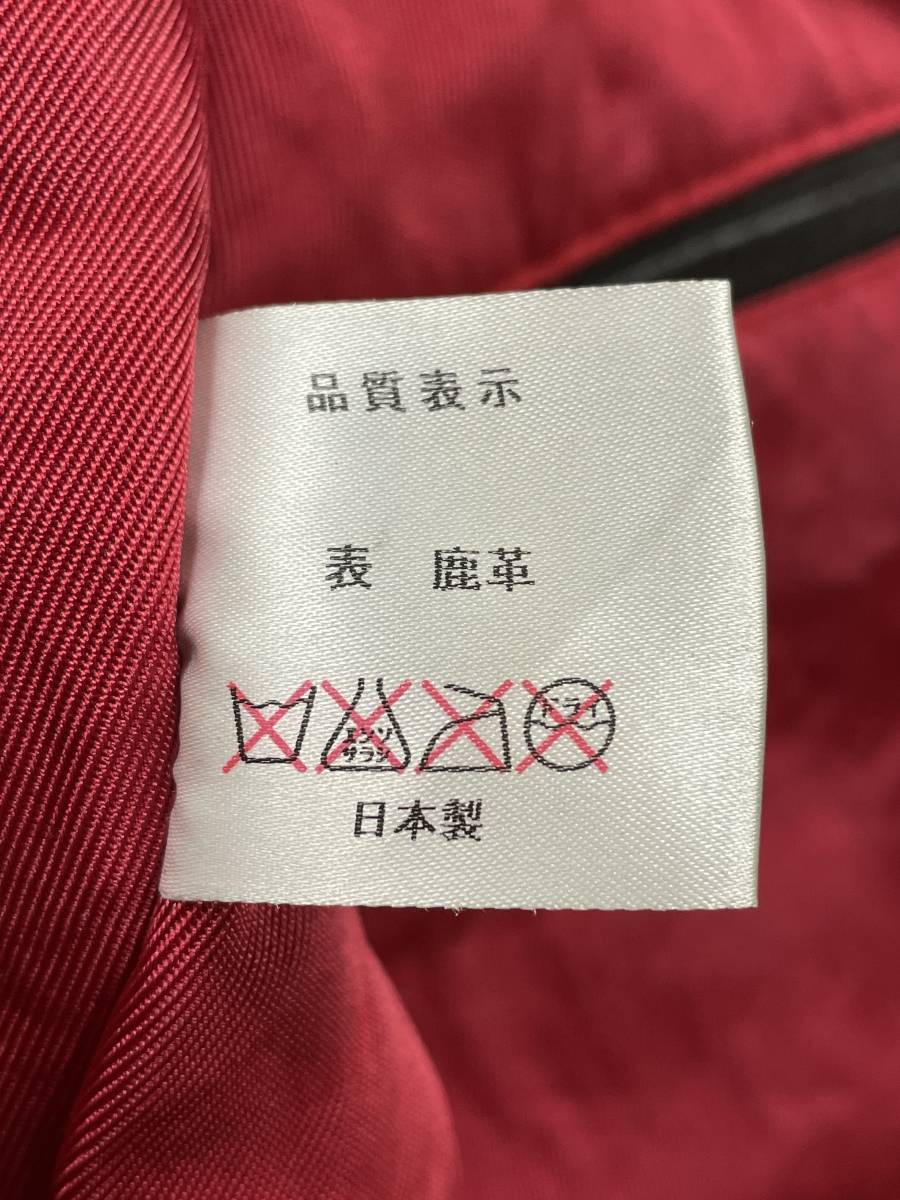 品質表示
表 鹿革
エンソ
サラシ
ドライ
日本製